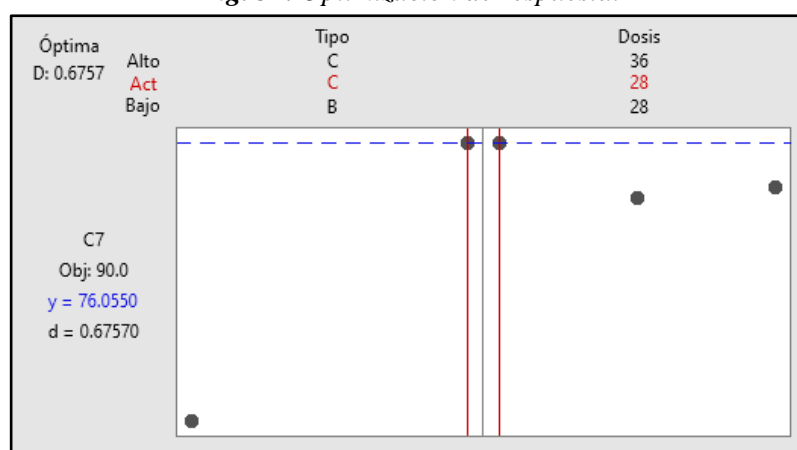 Óptima
D: 0.6757
Alto
Act
Bajo
Tipo
C
C
B
Dosis
36
28
28
C7
Obj: 90.0
y = 76.0550
d = 0.67570